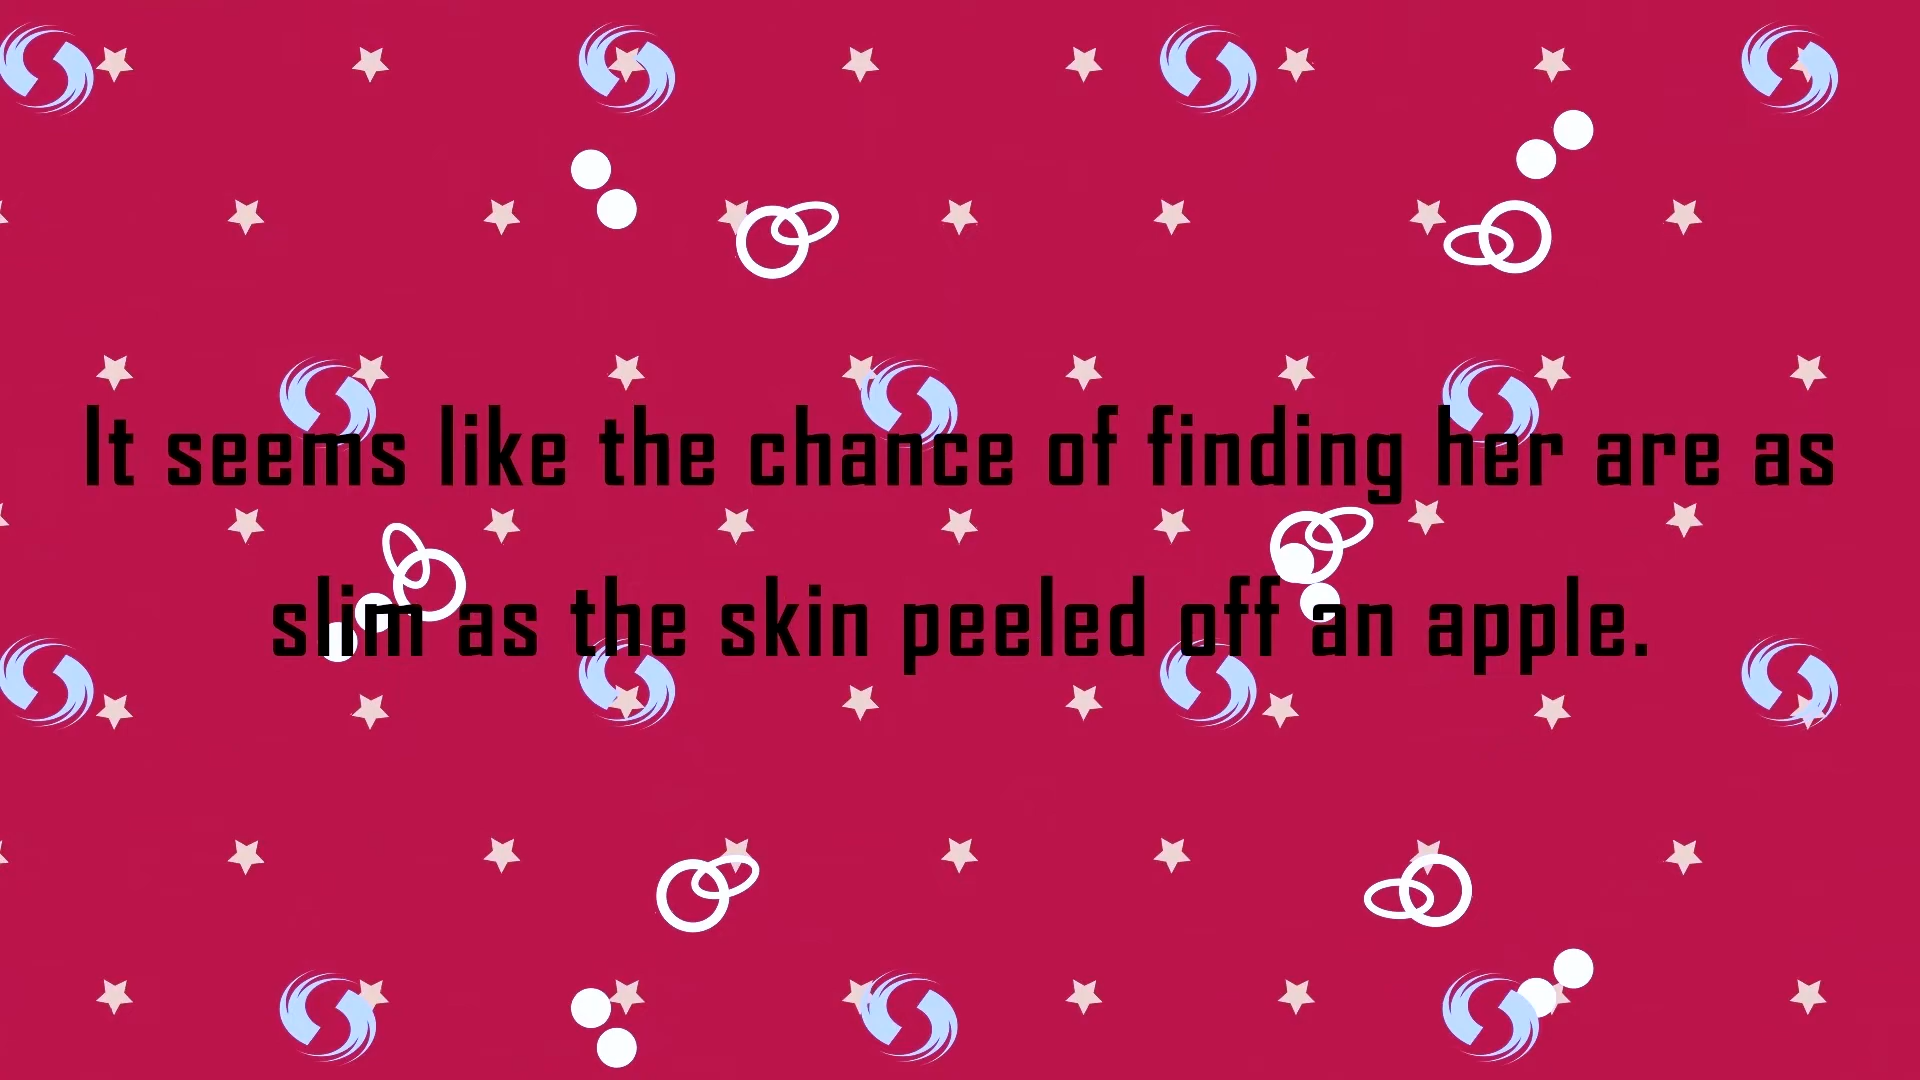 It seems like the chance of finding her are as
slim as the skin peeled off an apple.